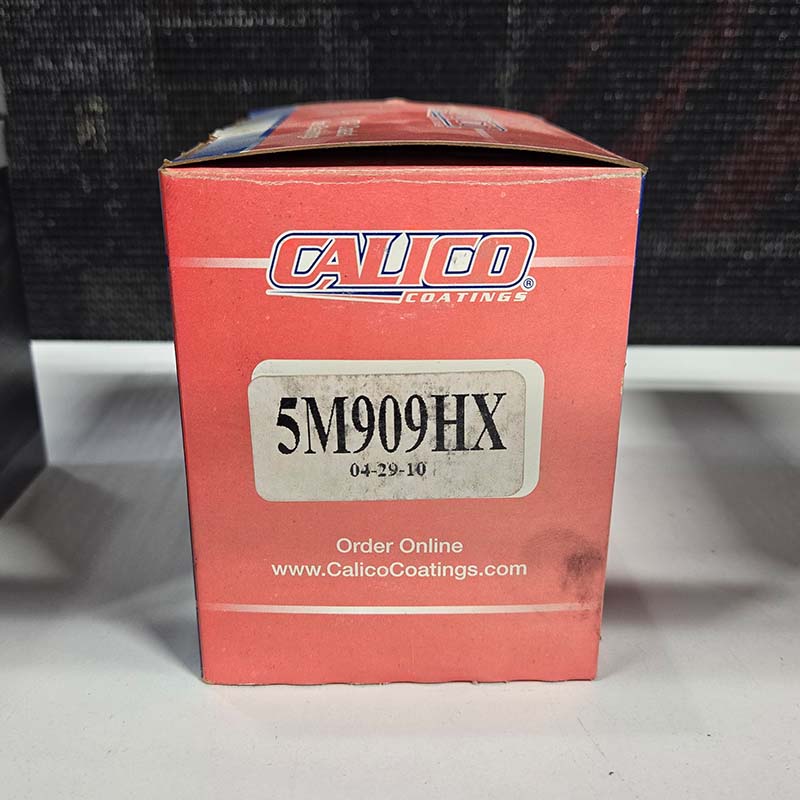 CALICO®
COATINGS
5M909HX
04-29-10
Order Online
www.CalicoCoatings.com